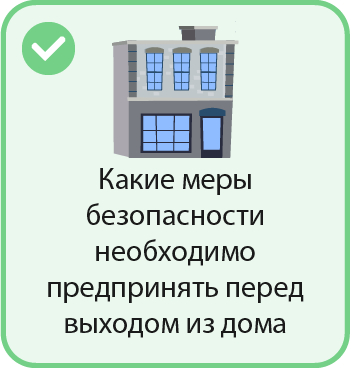 Какие меры
безопасности
необходимо
предпринять перед
выходом из дома